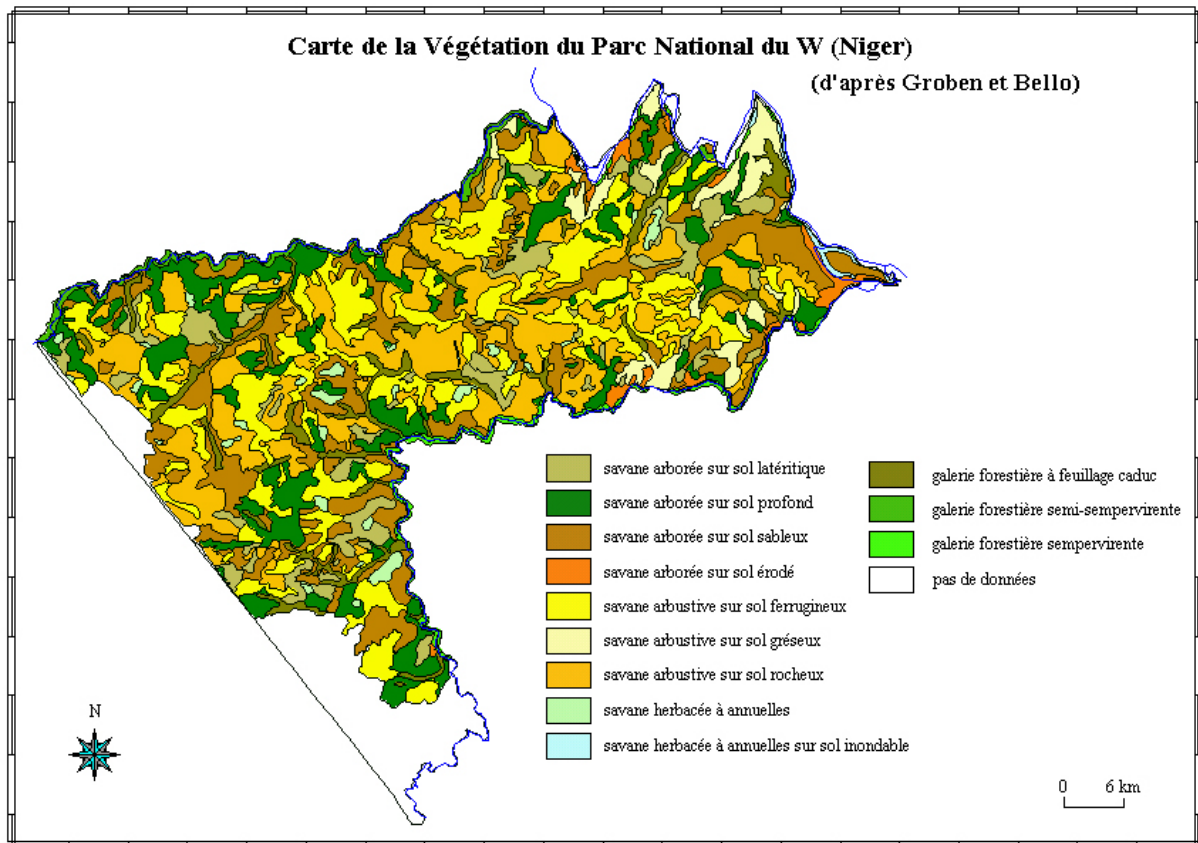 Carte de la Végétation du Parc National du W (Niger)
(d'après Groben et Bello)
savane arborée sur sol latéritique
savane arborée sur sol profond
savane arborée sur sol sableux
savane arborée sur sol érodé
savane arbustive sur sol ferrugineux
savane arbustive sur sol gréseux
savane arbustive sur sol rocheux
savane herbacée à annuelles
savane herbacée à annuelles sur sol inondable
galerie forestière à feuillage caduc
galerie forestière semi-sempervirente
galerie forestière sempervirente
pas de données
N
0 6 km